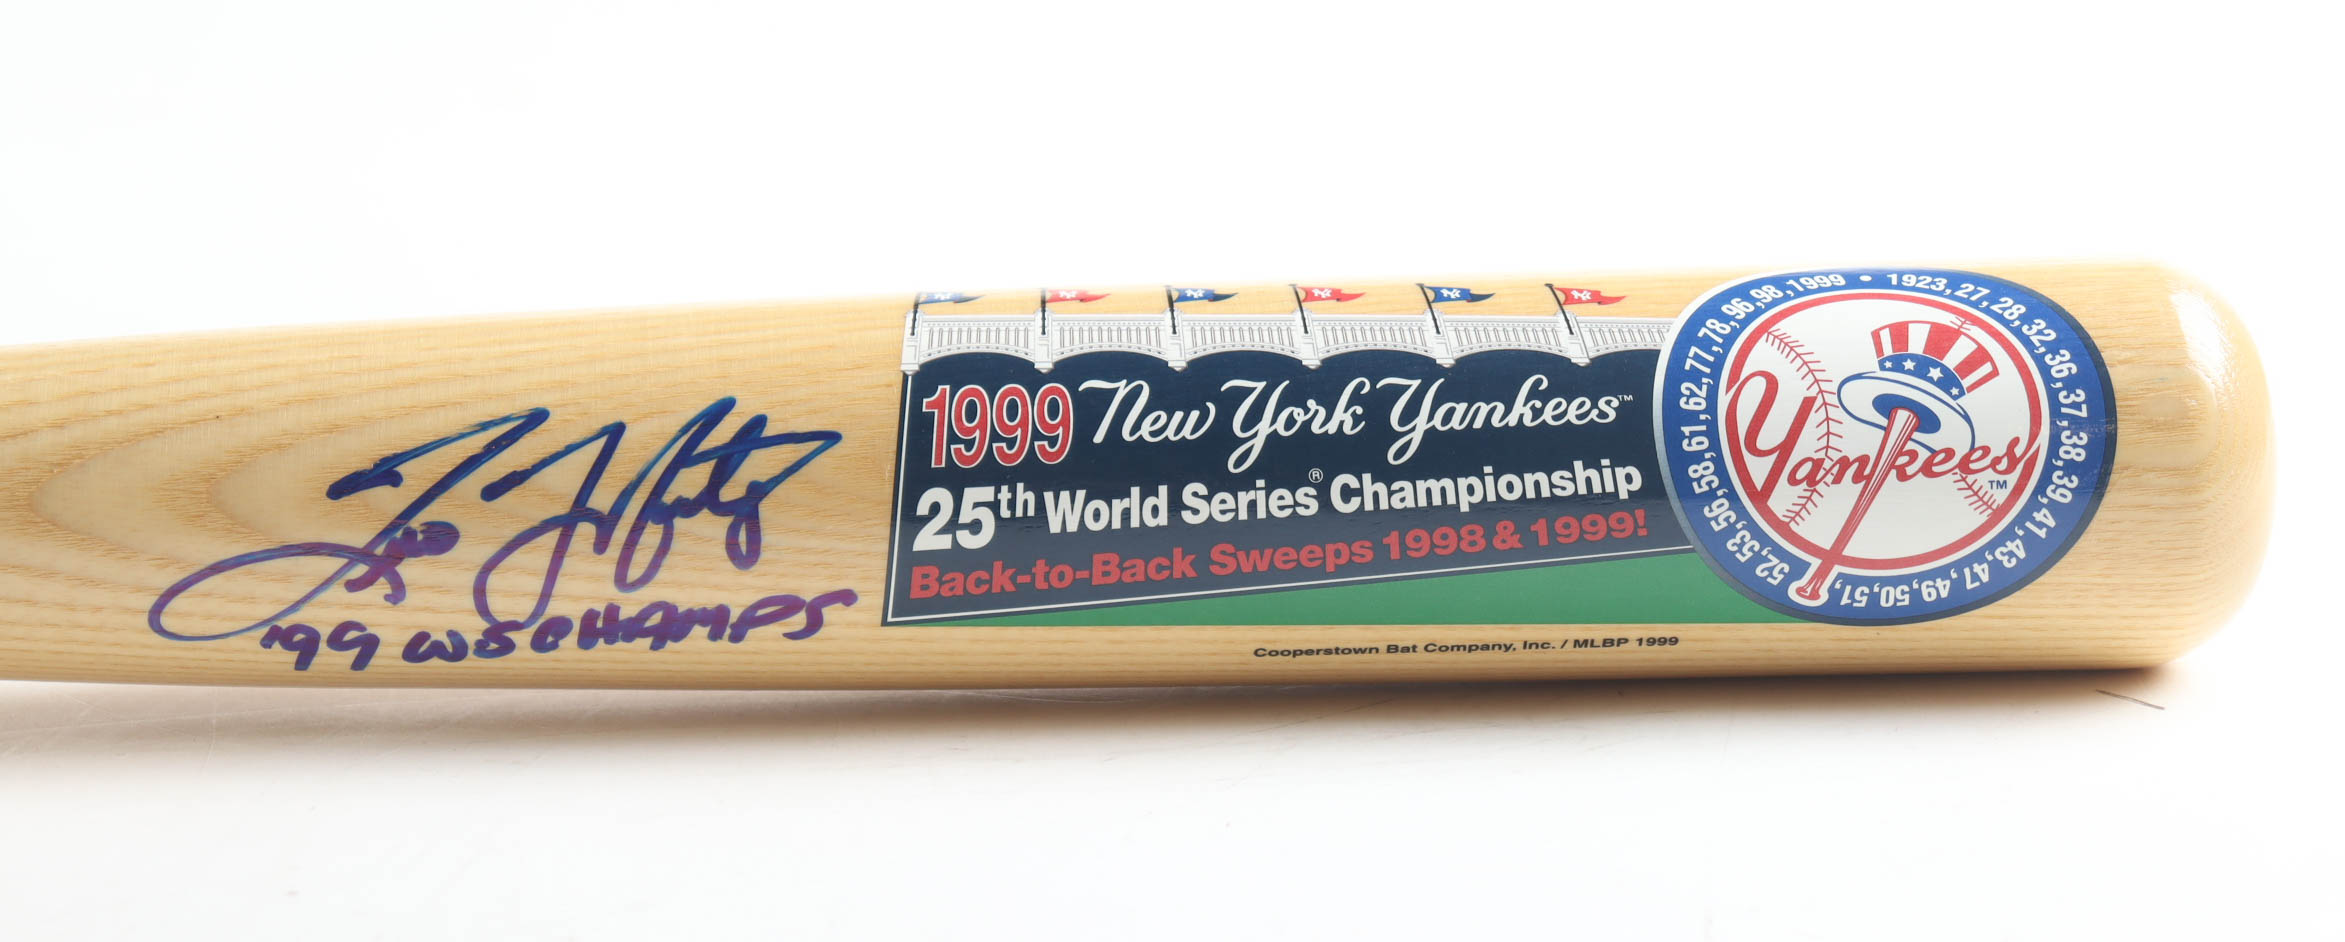 '99 WS CHAMPS
1999 New York Yankees™
25th World Series® Championship
Back-to-Back Sweeps 1998 & 1999!
Cooperstown Bat Company, Inc. / MLBP 1999
1923, 27, 28, 32, 36, 37, 38, 39, 41, 43, 47, 49, 50, 51, 52, 53, 56, 58, 61, 62, 77, 78, 96, 98, 1999 •
Yankees™